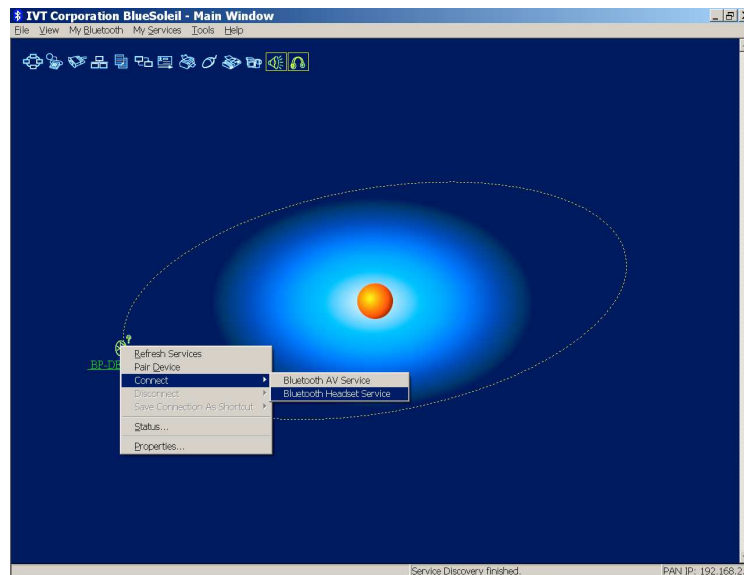 IVT Corporation BlueSoleil - Main Window
File View My Bluetooth My Services Tools Help
BP-DE
Refresh Services
Pair Device
Connect
Bluetooth AV Service
Disconnect
Bluetooth Headset Service
Save Connection As Shortcut
Status...
Properties...
Service Discovery finished.
PAN IP: 192.168.2